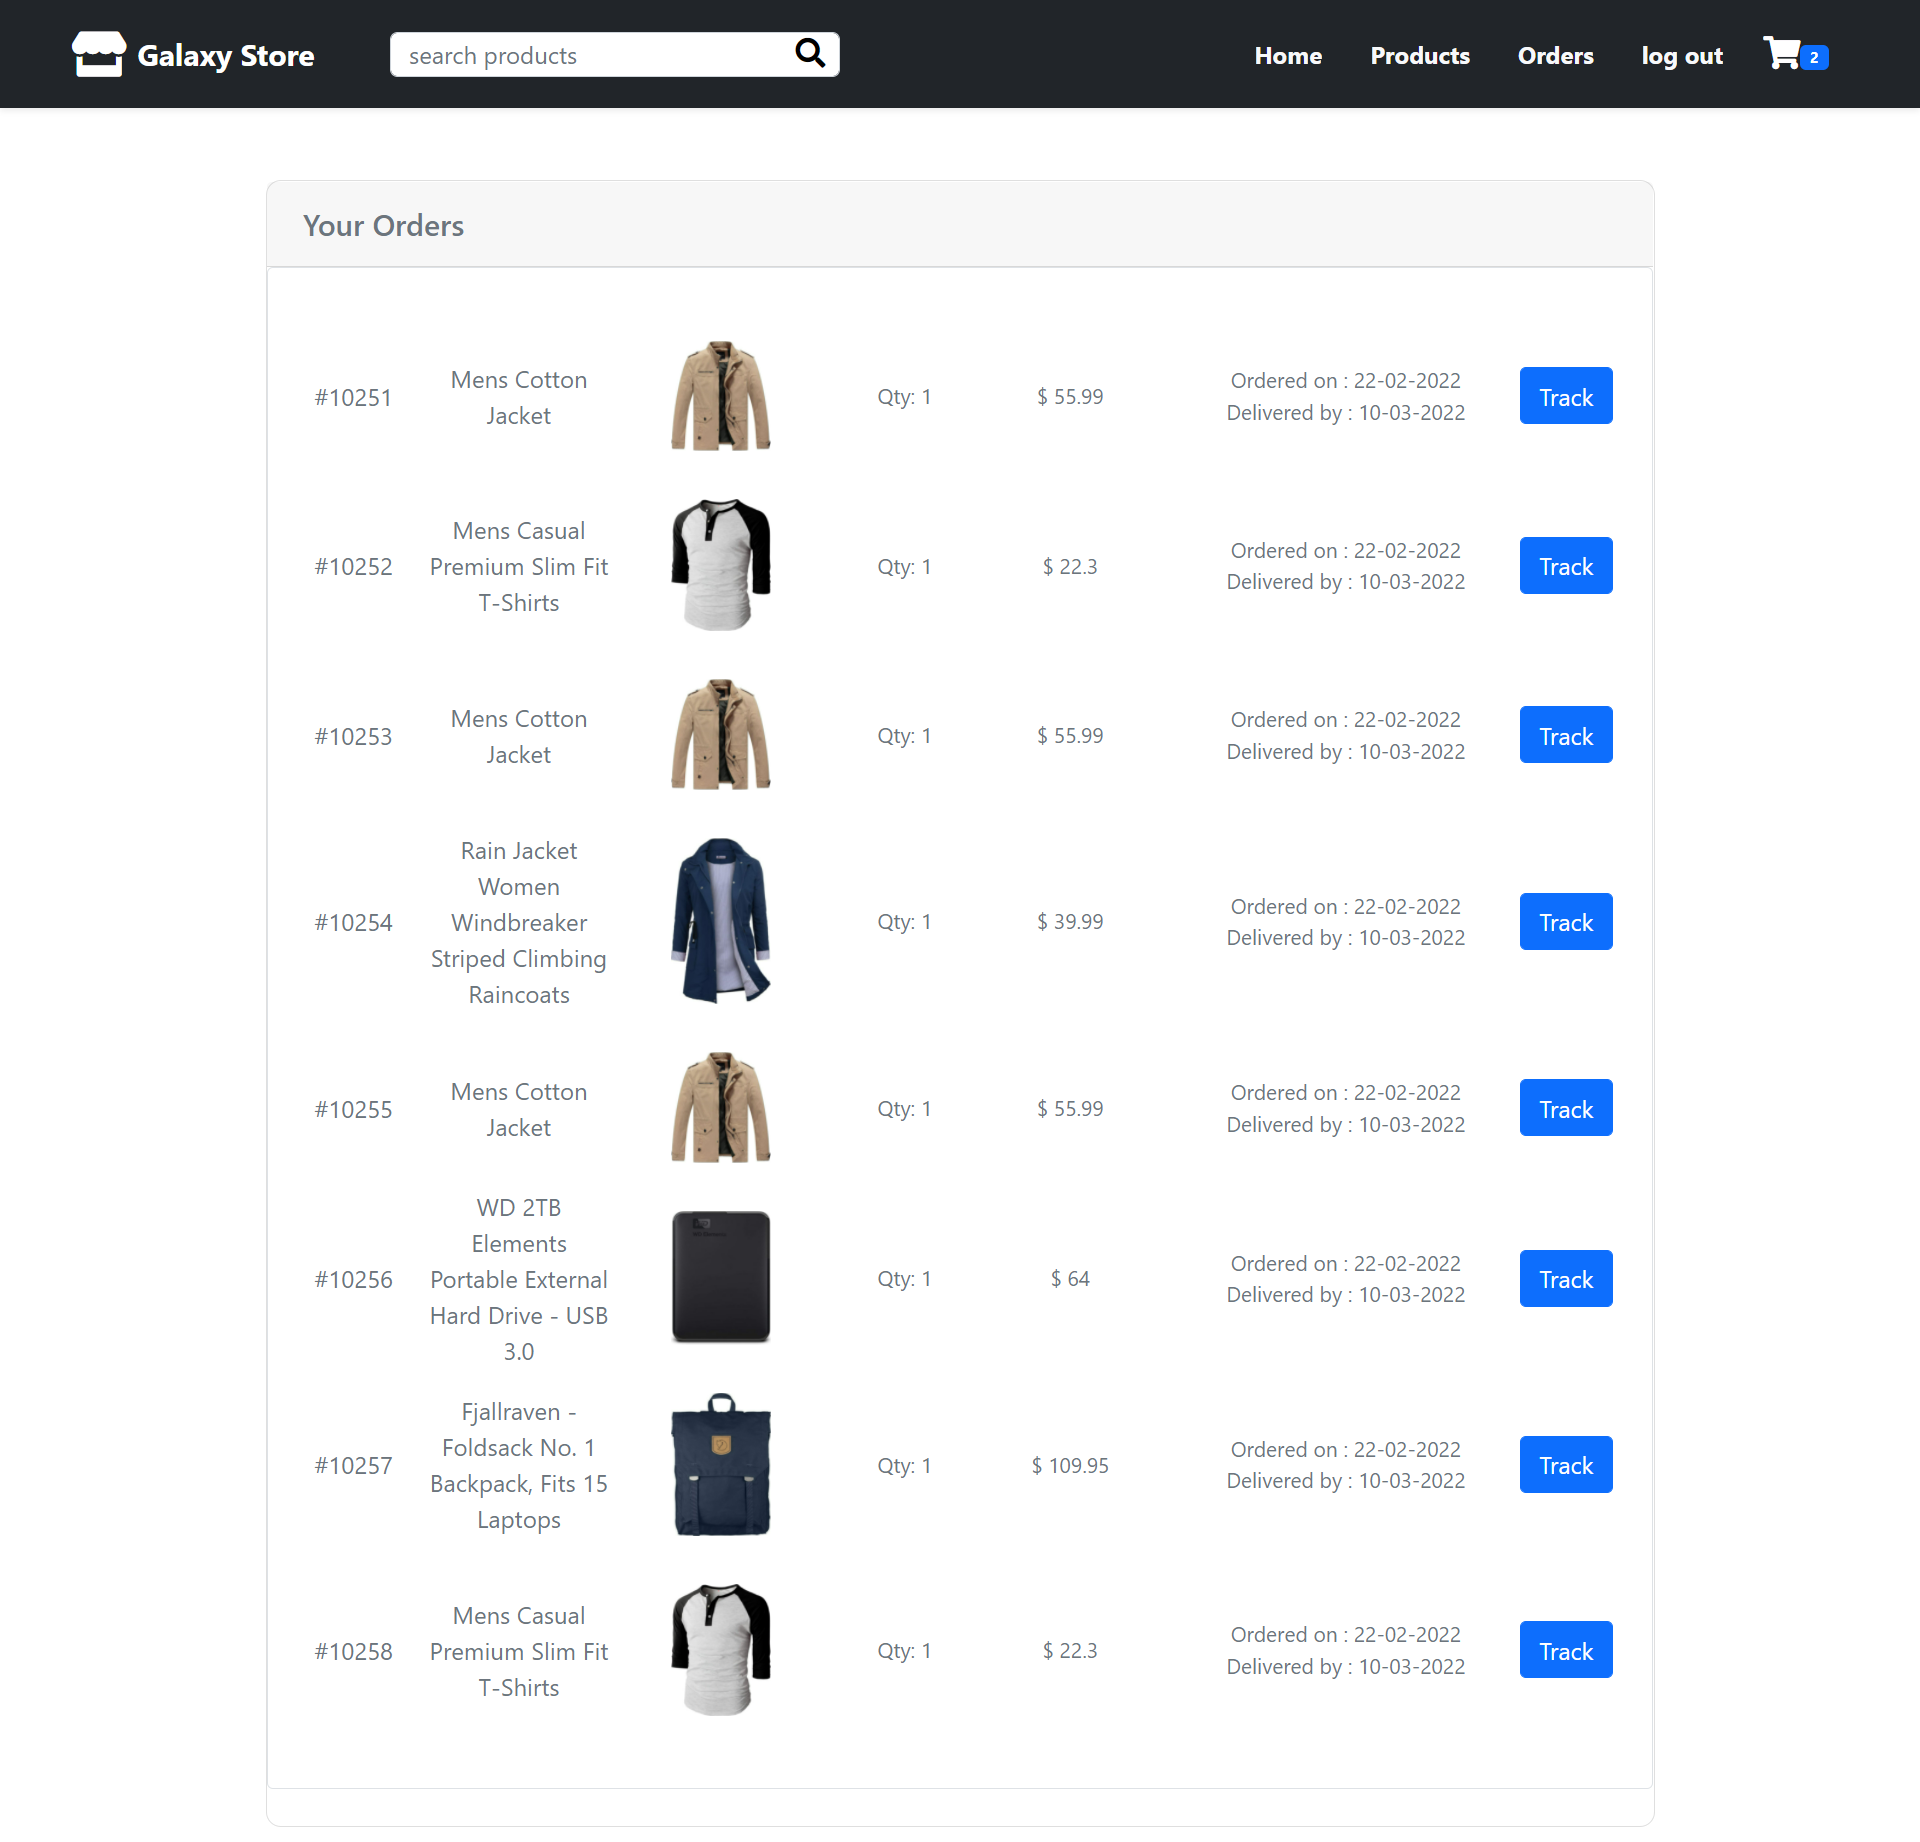 Galaxy Store
search products
Home
Products
Orders
log out
2
Your Orders
#10251
Mens Cotton
Jacket
Qty: 1
$ 55.99
Ordered on : 22-02-2022
Delivered by : 10-03-2022
Track
#10252
Mens Casual
Premium Slim Fit
T-Shirts
Qty: 1
$ 22.3
Ordered on : 22-02-2022
Delivered by : 10-03-2022
Track
#10253
Mens Cotton
Jacket
Qty: 1
$ 55.99
Ordered on : 22-02-2022
Delivered by : 10-03-2022
Track
#10254
Rain Jacket
Women
Windbreaker
Striped Climbing
Raincoats
Qty: 1
$ 39.99
Ordered on : 22-02-2022
Delivered by : 10-03-2022
Track
#10255
Mens Cotton
Jacket
Qty: 1
$ 55.99
Ordered on : 22-02-2022
Delivered by : 10-03-2022
Track
#10256
WD 2TB
Elements
Portable External
Hard Drive - USB
3.0
Qty: 1
$ 64
Ordered on : 22-02-2022
Delivered by : 10-03-2022
Track
#10257
Fjallraven -
Foldsack No. 1
Backpack, Fits 15
Laptops
Qty: 1
$ 109.95
Ordered on : 22-02-2022
Delivered by : 10-03-2022
Track
#10258
Mens Casual
Premium Slim Fit
T-Shirts
Qty: 1
$ 22.3
Ordered on : 22-02-2022
Delivered by : 10-03-2022
Track